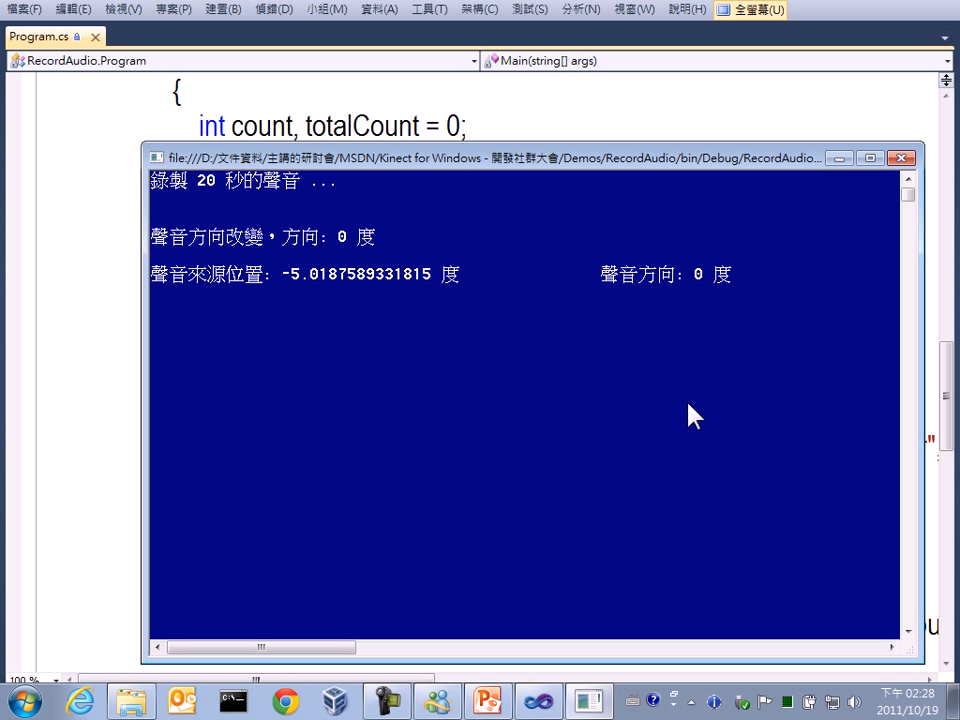 檔案(F) 編輯(E) 檢視(V) 專案(P) 建置(B) 偵錯(D) 小組(M) 資料(A) 工具(T) 架構(C) 測試(S) 分析(N) 視窗(W) 說明(H) 全螢幕(U)
Program.cs
RecordAudio.Program Main(string[] args)
{
int count, totalCount = 0;
file:///D:/文件資料/主講的研討會/MSDN/Kinect for Windows - 開發社群大會/Demos/RecordAudio/bin/Debug/RecordAudio...
錄製 20 秒的聲音 ...
聲音方向改變，方向: 0 度
聲音來源位置: -5.0187589331815 度 聲音方向: 0 度
100 %
下午 02:28
2011/10/19